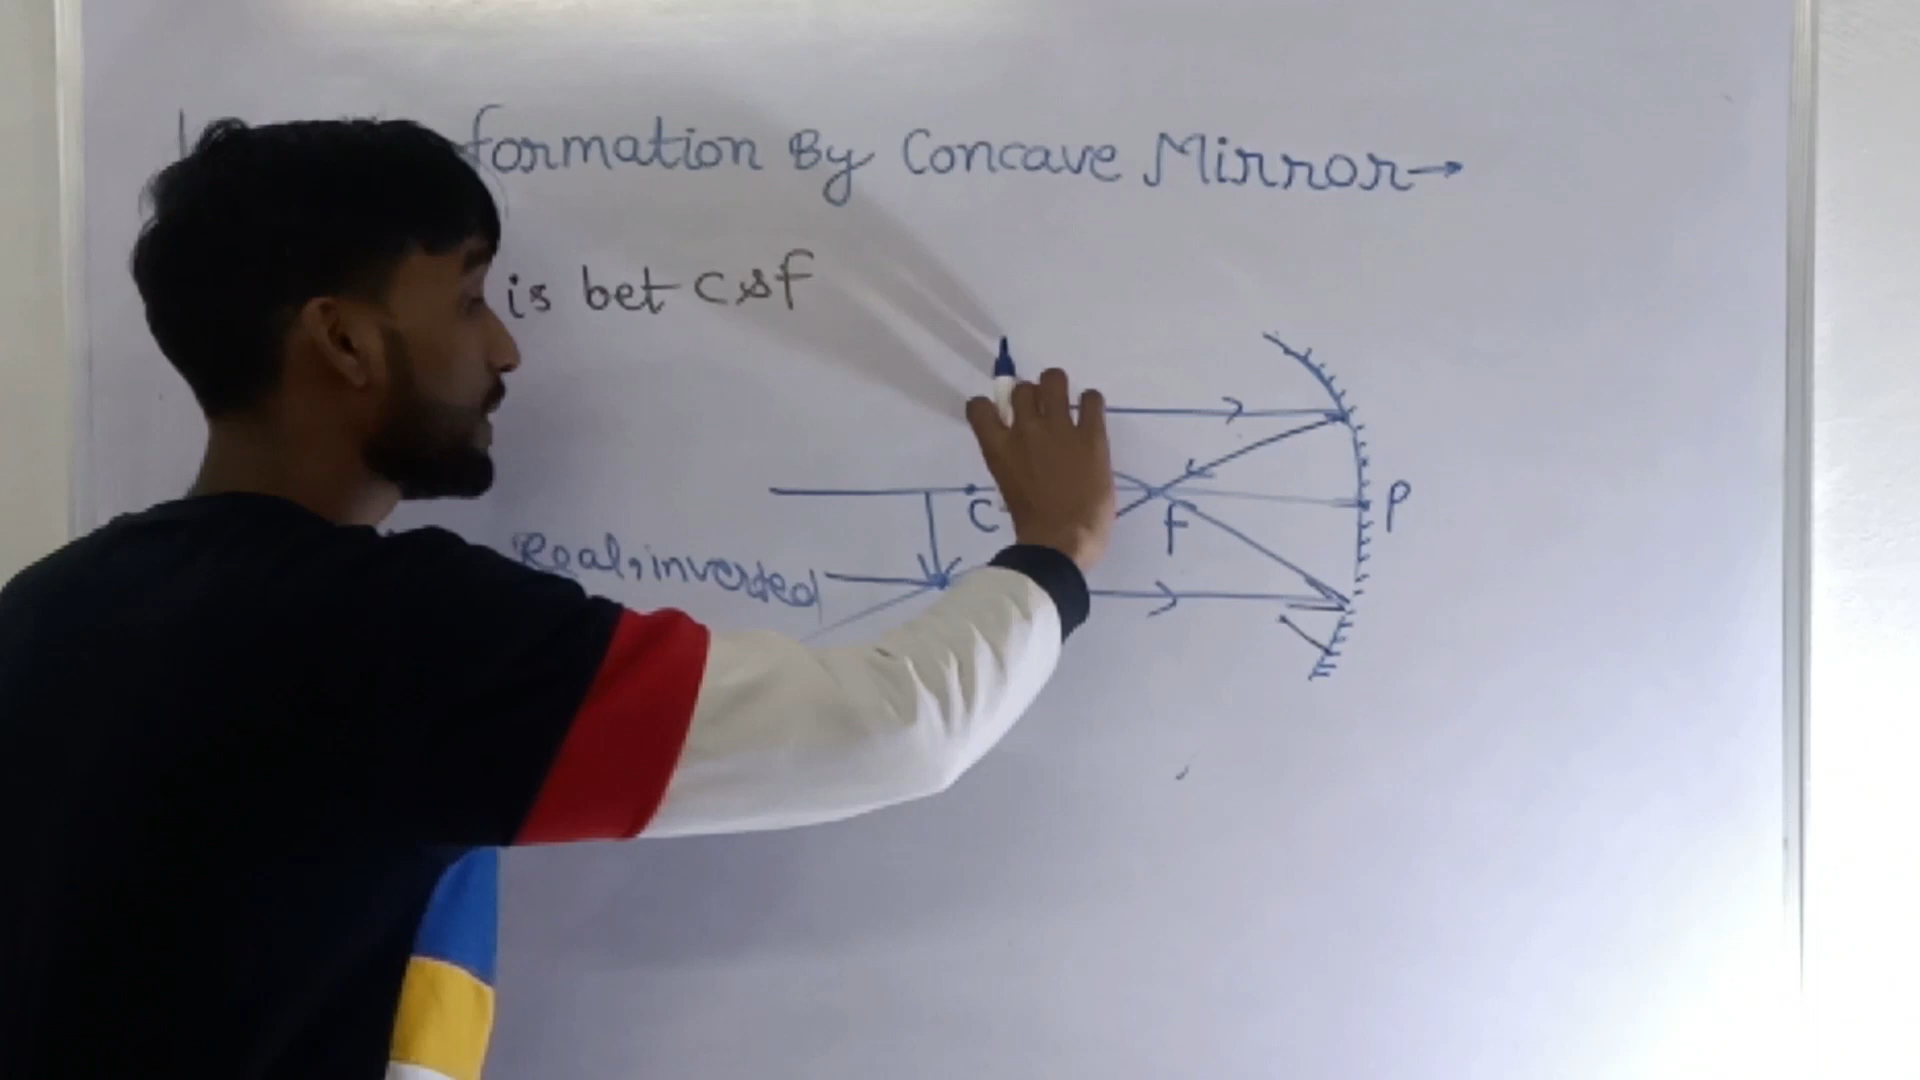 formation By Concave Mirror→
is bet C & f
C
f
P
Real, inverted